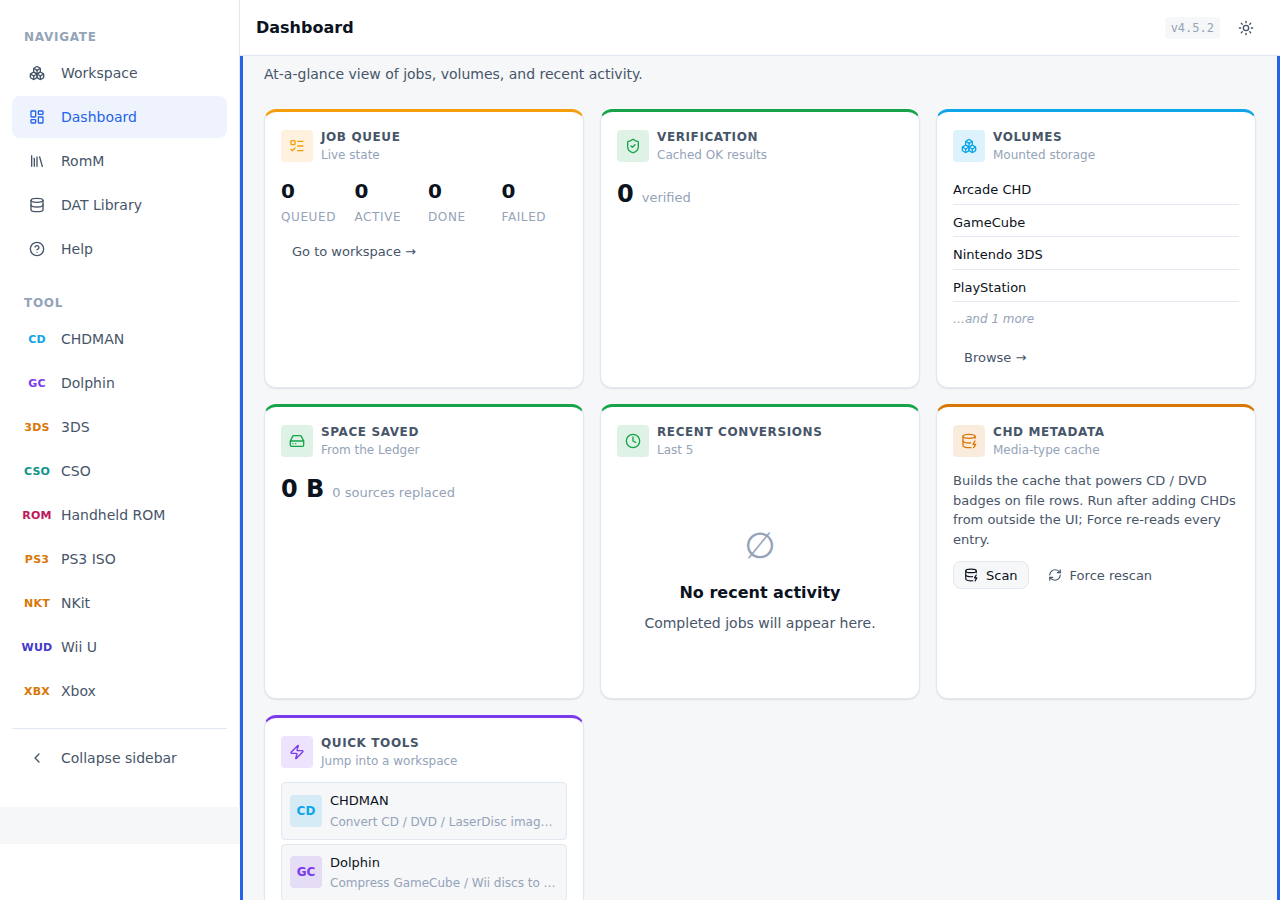 NAVIGATE
Workspace
Dashboard
RomM
DAT Library
Help
TOOL
CD CHDMAN
GC Dolphin
3DS 3DS
CSO CSO
ROM Handheld ROM
PS3 PS3 ISO
NKT NKit
WUD Wii U
XBX Xbox
Collapse sidebar
Dashboard
v4.5.2
At-a-glance view of jobs, volumes, and recent activity.
JOB QUEUE
Live state
0 0 0 0
QUEUED ACTIVE DONE FAILED
Go to workspace →
VERIFICATION
Cached OK results
0 verified
VOLUMES
Mounted storage
Arcade CHD
GameCube
Nintendo 3DS
PlayStation
…and 1 more
Browse →
SPACE SAVED
From the Ledger
0 B 0 sources replaced
RECENT CONVERSIONS
Last 5
No recent activity
Completed jobs will appear here.
CHD METADATA
Media-type cache
Builds the cache that powers CD / DVD
badges on file rows. Run after adding CHDs
from outside the UI; Force re-reads every
entry.
Scan Force rescan
QUICK TOOLS
Jump into a workspace
CD CHDMAN
Convert CD / DVD / LaserDisc imag…
GC Dolphin
Compress GameCube / Wii discs to …